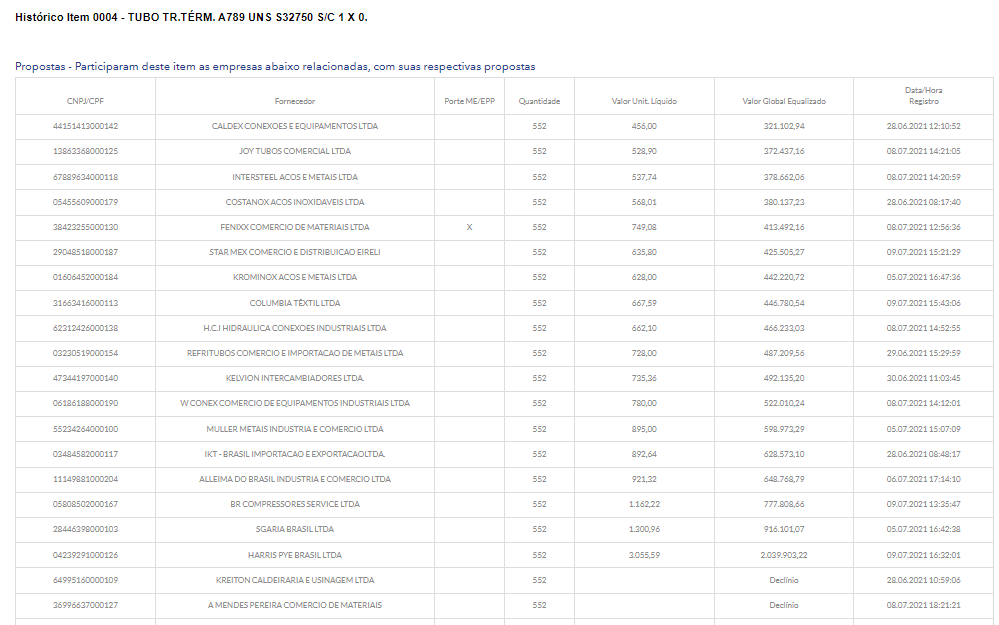 Histórico Item 0004 - TUBO TR.TÉRM. A789 UNS S32750 S/C 1 X 0.
Propostas - Participaram deste item as empresas abaixo relacionadas, com suas respectivas propostas
CNPJ/CPF Fornecedor Porte ME/EPP Quantidade Valor Unit. Líquido Valor Global Equalizado Data/Hora Registro
44151413000142 CALDEX CONEXOES E EQUIPAMENTOS LTDA 552 456,00 321.102,94 28.06.2021 12:10:52
13863368000125 JOY TUBOS COMERCIAL LTDA 552 528,90 372.437,16 08.07.2021 14:21:05
67889634000118 INTERSTEEL ACOS E METAIS LTDA 552 537,74 378.662,06 08.07.2021 14:20:59
05455609000179 COSTANOX ACOS INOXIDAVEIS LTDA 552 568,01 380.137,23 28.06.2021 08:17:40
38423255000130 FENIXX COMERCIO DE MATERIAIS LTDA X 552 749,08 413.492,16 08.07.2021 12:56:36
29048518000187 STAR MEX COMERCIO E DISTRIBUICAO EIRELI 552 635,80 425.505,27 09.07.2021 15:21:29
01606452000184 KROMINOX ACOS E METAIS LTDA 552 628,00 442.220,72 05.07.2021 16:47:36
31663416000113 COLUMBIA TÊXTIL LTDA 552 667,59 446.780,54 09.07.2021 15:43:06
62312426000138 H.C.I HIDRAULICA CONEXOES INDUSTRIAIS LTDA 552 662,10 466.233,03 08.07.2021 14:52:55
03230519000154 REFRITUBOS COMERCIO E IMPORTACAO DE METAIS LTDA 552 728,00 487.209,56 29.06.2021 15:29:59
47344197000140 KELVION INTERCAMBIADORES LTDA. 552 735,36 492.135,20 30.06.2021 11:03:45
06186188000190 W CONEX COMERCIO DE EQUIPAMENTOS INDUSTRIAIS LTDA 552 780,00 522.010,24 08.07.2021 14:12:01
55234264000100 MULLER METAIS INDUSTRIA E COMERCIO LTDA 552 895,00 598.973,29 05.07.2021 15:07:09
03484582000117 IKT - BRASIL IMPORTACAO E EXPORTACAOLTDA. 552 892,64 628.573,10 28.06.2021 08:48:17
11149881000204 ALLEIMA DO BRASIL INDUSTRIA E COMERCIO LTDA 552 921,32 648.768,79 06.07.2021 17:14:10
05808502000167 BR COMPRESSORES SERVICE LTDA 552 1.162,22 777.808,66 09.07.2021 13:35:47
28446398000103 SGARIA BRASIL LTDA 552 1.300,96 916.101,07 05.07.2021 16:42:38
04239291000126 HARRIS PYE BRASIL LTDA 552 3.055,59 2.039.903,22 09.07.2021 16:32:01
64995160000109 KREITON CALDEIRARIA E USINAGEM LTDA 552 Declínio 28.06.2021 10:59:06
36996637000127 A MENDES PEREIRA COMERCIO DE MATERIAIS 552 Declínio 08.07.2021 18:21:21